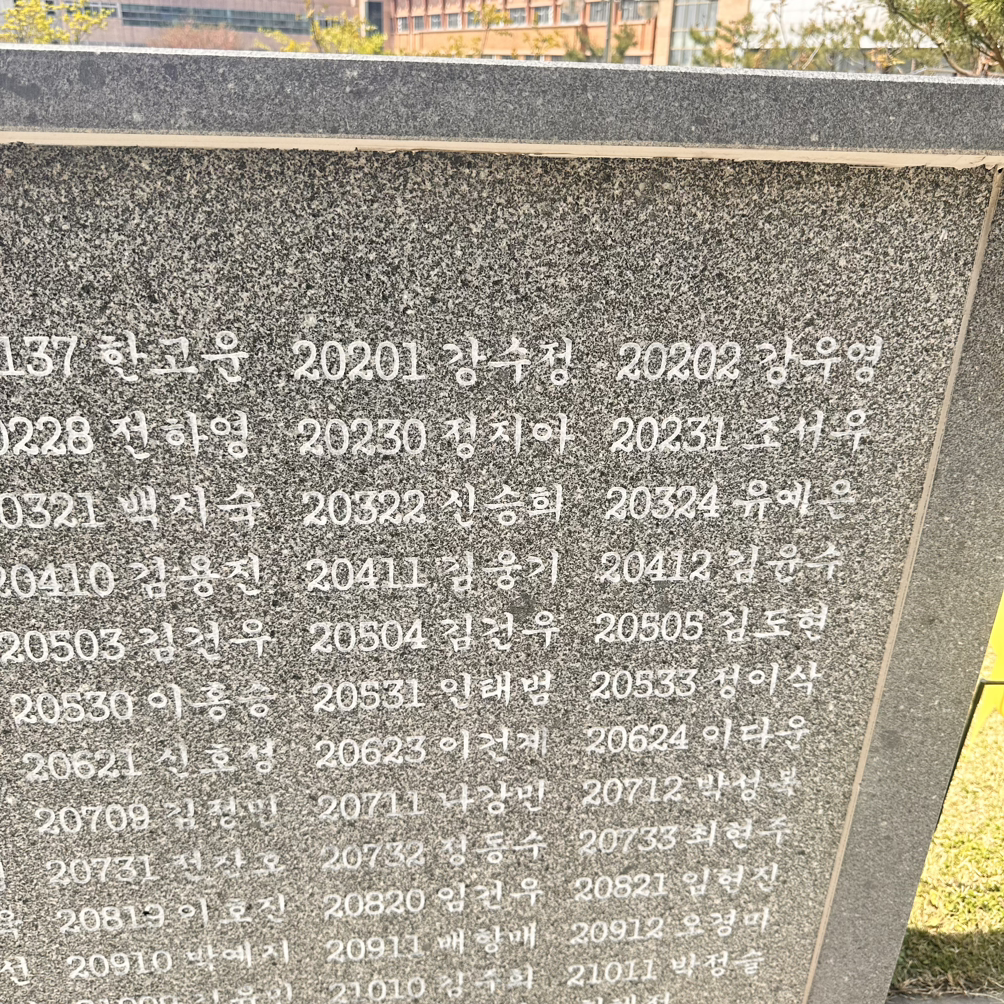 137 한고운 20201 강수정 20202 강우영
0228 전하영 20230 정지아 20231 조서우
0321 백지숙 20322 신승희 20324 유예은
20410 김용진 20411 김웅기 20412 김윤수
20503 김건우 20504 김건우 20505 김도현
20530 이홍승 20531 인태범 20533 정이삭
20621 신호성 20623 이건계 20624 이다운
20709 김정민 20711 나강민 20712 박성복
20731 전찬호 20732 정동수 20733 최현주
20819 이호진 20820 임건우 20821 임현진
선 20910 박예지 20911 배향매 20912 오경미
21010 김주희 21011 박정슬